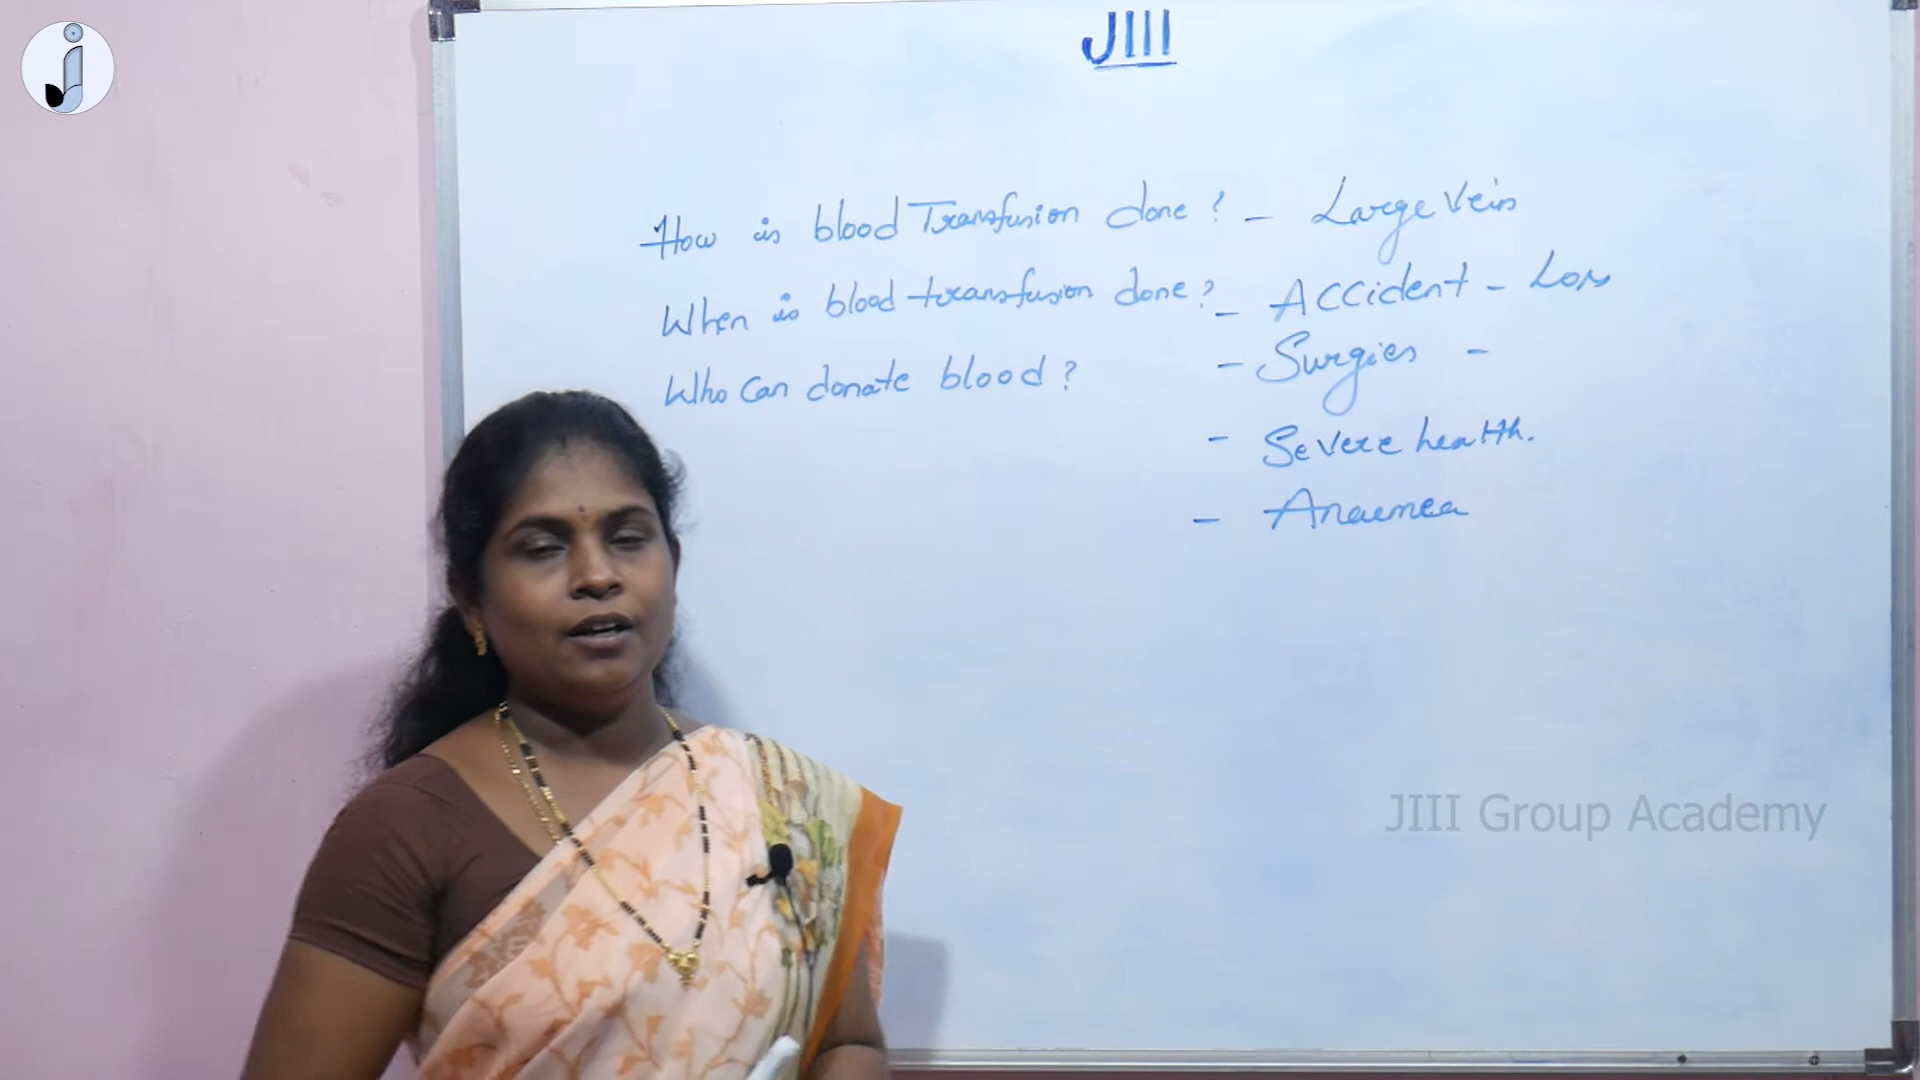 JIII
How is blood Transfusion done? - Large Vein
When is blood transfusion done? - Accident - Loss
- Surgies -
Who Can donate blood?
- Severe health.
- Anaemea
JIII Group Academy